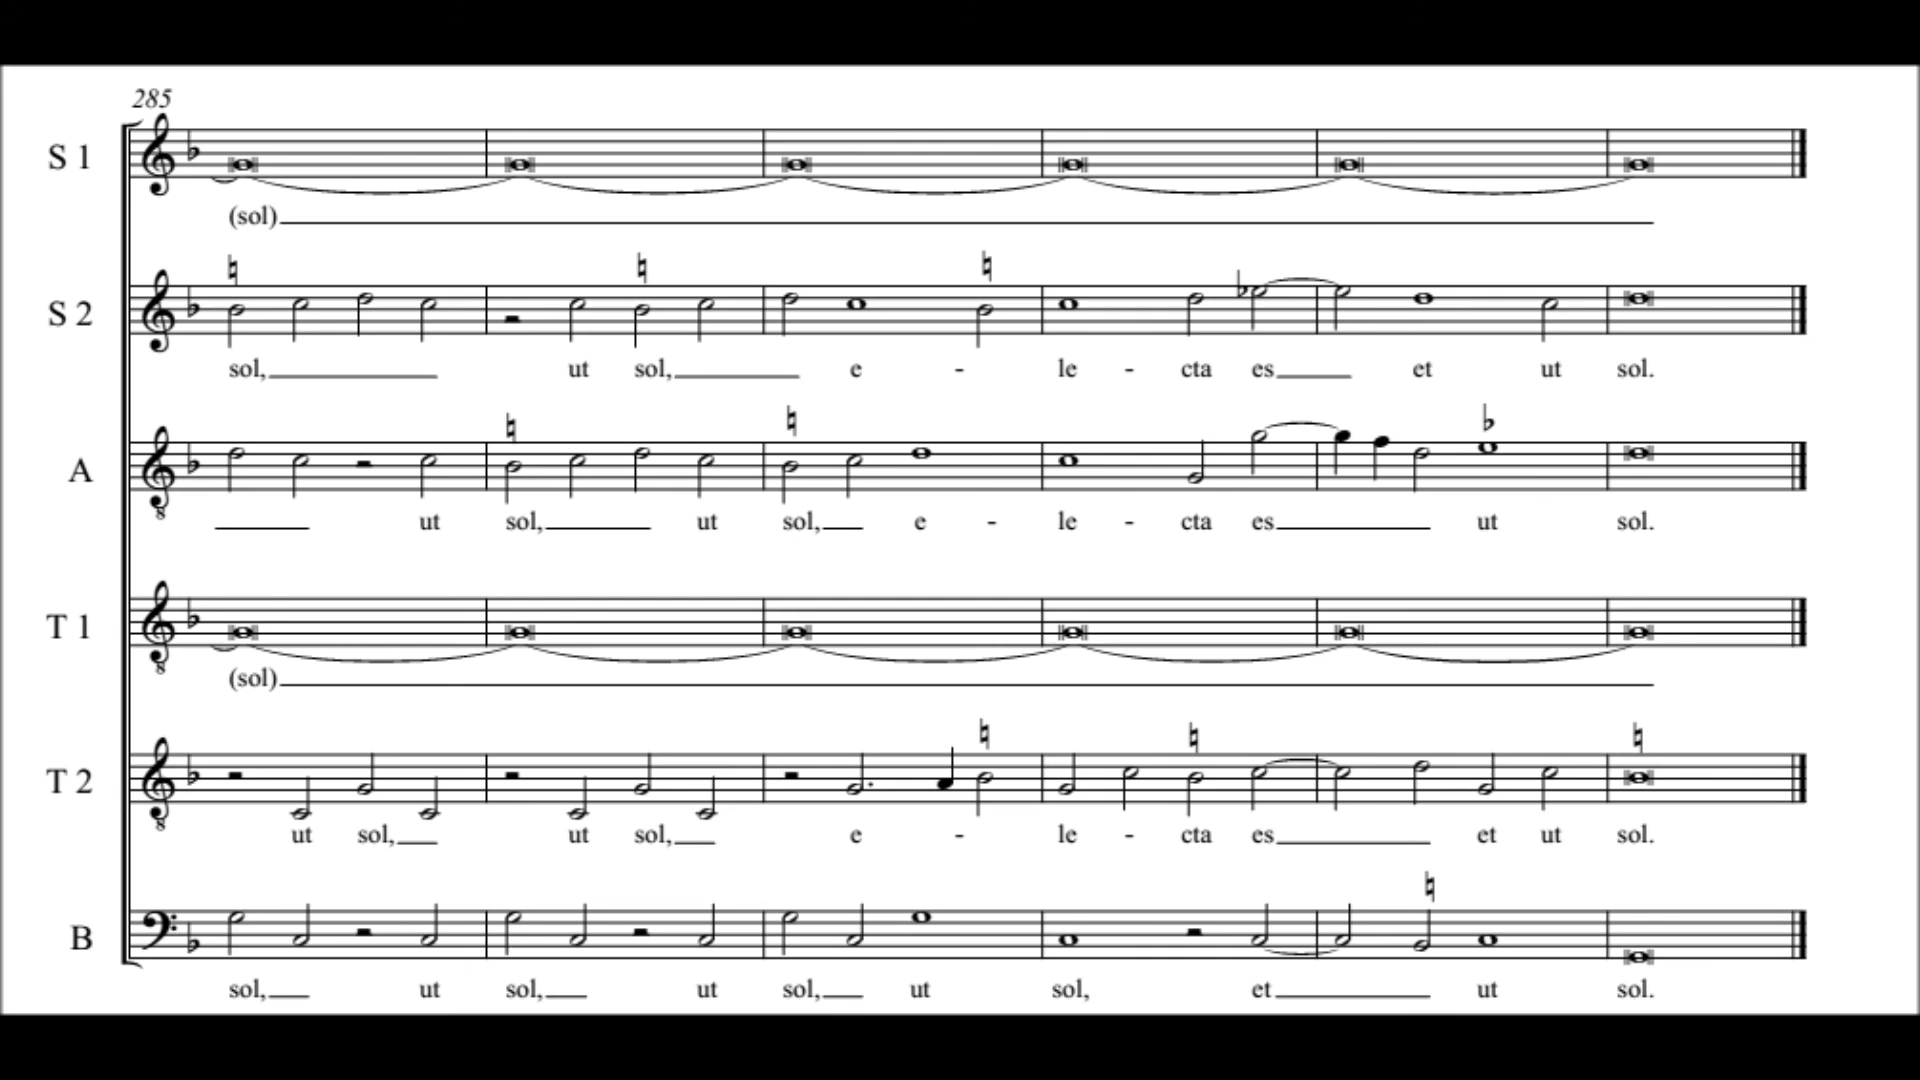 285
S 1
(sol)
S 2
sol, ut sol, e - le - cta es et ut sol.
A
ut sol, ut sol, e - le - cta es ut sol.
T 1
(sol)
T 2
ut sol, ut sol, e - le - cta es et ut sol.
B
sol, ut sol, ut sol, ut sol, et ut sol.